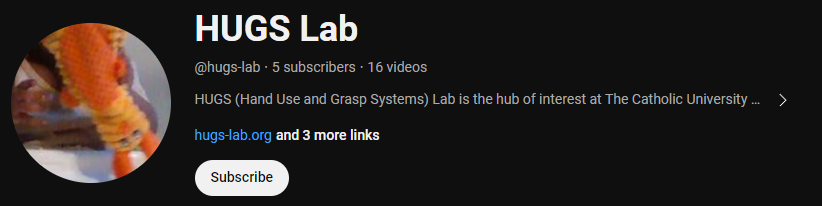 HUGS Lab
@hugs-lab · 5 subscribers · 16 videos
HUGS (Hand Use and Grasp Systems) Lab is the hub of interest at The Catholic University ...
hugs-lab.org and 3 more links
Subscribe